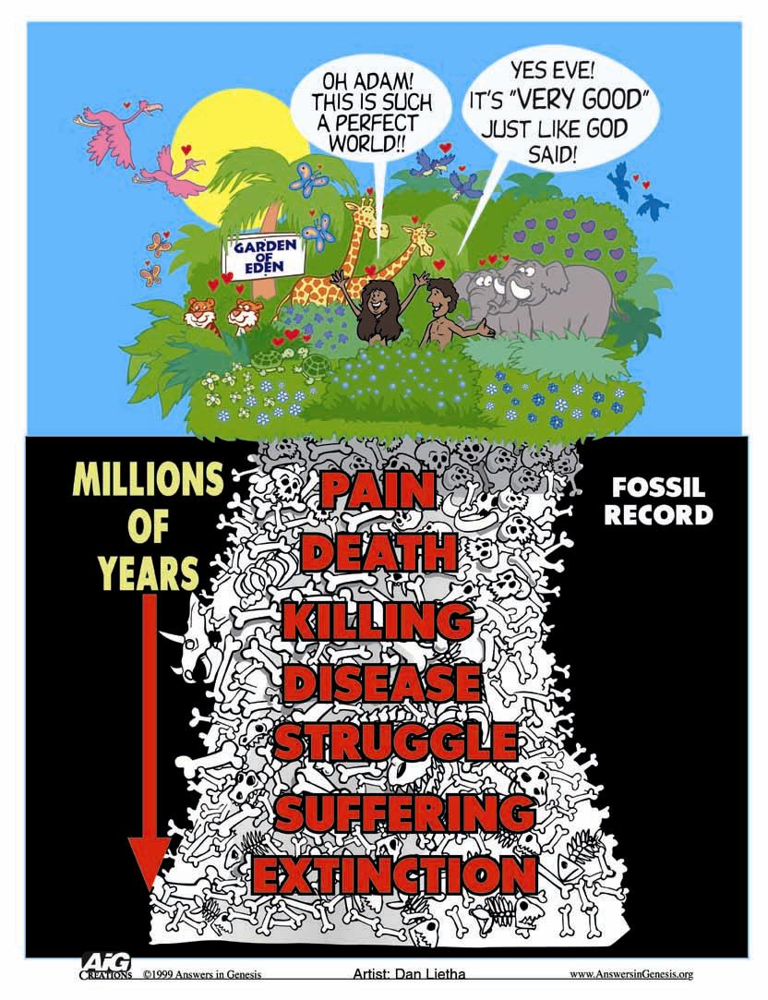 OH ADAM!
THIS IS SUCH
A PERFECT
WORLD!!
YES EVE!
IT'S "VERY GOOD"
JUST LIKE GOD
SAID!
GARDEN
OF
EDEN
MILLIONS
OF
YEARS
FOSSIL
RECORD
PAIN
DEATH
KILLING
DISEASE
STRUGGLE
SUFFERING
EXTINCTION
AiG
CREATIONS
©1999 Answers in Genesis
Artist: Dan Lietha
www.AnswersinGenesis.org